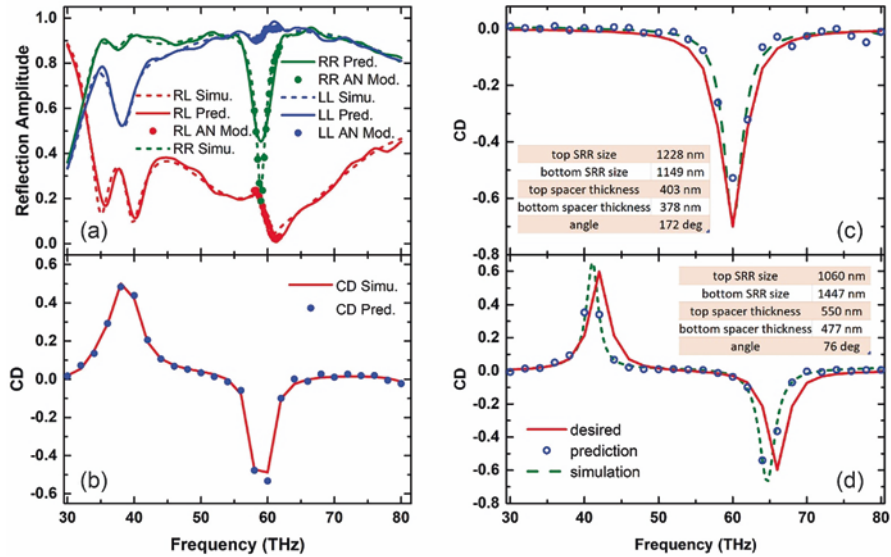 1.0
0.8
0.6
0.4
0.2
0.0
Reflection Amplitude
RR Pred.
RR AN Mod.
RL Simu.
LL Simu.
RL Pred.
LL Pred.
RL AN Mod.
LL AN Mod.
RR Simu.
(a)
0.6
0.4
0.2
0.0
-0.2
-0.4
-0.6
CD
CD Simu.
CD Pred.
(b)
30 40 50 60 70 80
Frequency (THz)
0.0
-0.2
-0.4
-0.6
-0.8
CD
top SRR size 1228 nm
bottom SRR size 1149 nm
top spacer thickness 403 nm
bottom spacer thickness 378 nm
angle 172 deg
(c)
0.6
0.4
0.2
0.0
-0.2
-0.4
-0.6
-0.8
CD
top SRR size 1060 nm
bottom SRR size 1447 nm
top spacer thickness 550 nm
bottom spacer thickness 477 nm
angle 76 deg
desired
prediction
simulation
(d)
30 40 50 60 70 80
Frequency (THz)